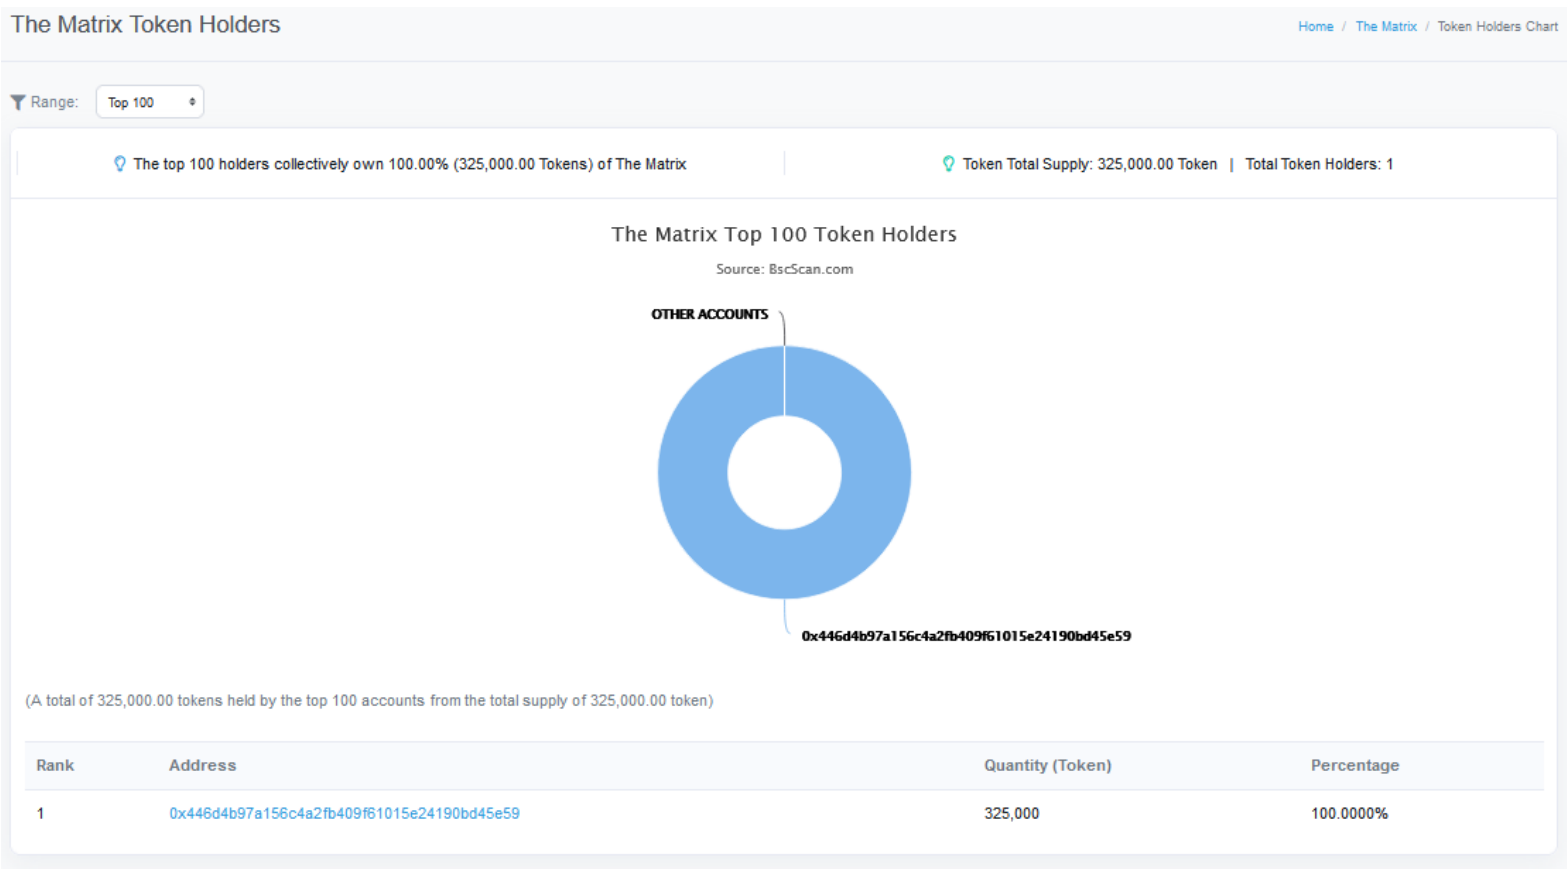 The Matrix Token Holders
Home / The Matrix / Token Holders Chart
Range: Top 100
The top 100 holders collectively own 100.00% (325,000.00 Tokens) of The Matrix
Token Total Supply: 325,000.00 Token | Total Token Holders: 1
The Matrix Top 100 Token Holders
Source: BscScan.com
OTHER ACCOUNTS
0x446d4b97a156c4a2fb409f61015e24190bd45e59
(A total of 325,000.00 tokens held by the top 100 accounts from the total supply of 325,000.00 token)
Rank Address Quantity (Token) Percentage
1 0x446d4b97a156c4a2fb409f61015e24190bd45e59 325,000 100.0000%